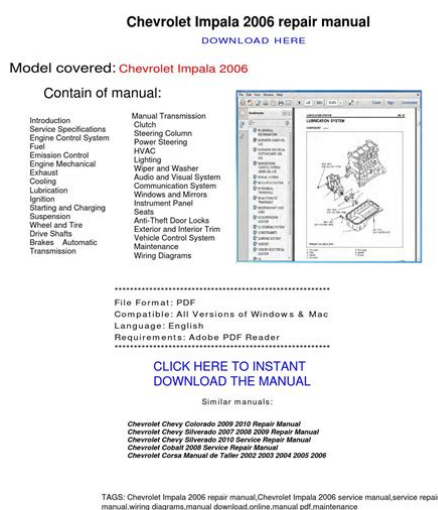 Chevrolet Impala 2006 repair manual
DOWNLOAD HERE
Model covered: Chevrolet Impala 2006
Contain of manual:
Introduction
Service Specifications
Engine Control System
Fuel
Emission Control
Engine Mechanical
Exhaust
Cooling
Lubrication
Ignition
Starting and Charging
Suspension
Wheel and Tire
Drive Shafts
Brakes Automatic
Transmission
Manual Transmission
Clutch
Steering Column
Power Steering
HVAC
Lighting
Wiper and Washer
Audio and Visual System
Communication System
Windows and Mirrors
Instrument Panel
Seats
Anti-Theft Door Locks
Exterior and Interior Trim
Vehicle Control System
Maintenance
Wiring Diagrams
LUBRICATION SYSTEM
File Format: PDF
Compatible: All Versions of Windows & Mac
Language: English
Requirements: Adobe PDF Reader
CLICK HERE TO INSTANT
DOWNLOAD THE MANUAL
Similar manuals:
Chevrolet Chevy Colorado 2009 2010 Repair Manual
Chevrolet Chevy Silverado 2007 2008 2009 Repair Manual
Chevrolet Chevy Silverado 2010 Service Repair Manual
Chevrolet Cobalt 2008 Service Repair Manual
Chevrolet Corsa Manual de Taller 2002 2003 2004 2005 2006
TAGS: Chevrolet Impala 2006 repair manual,Chevrolet Impala 2006 service manual,service repair
manual,wiring diagrams,manual download,online,manual pdf,maintenance